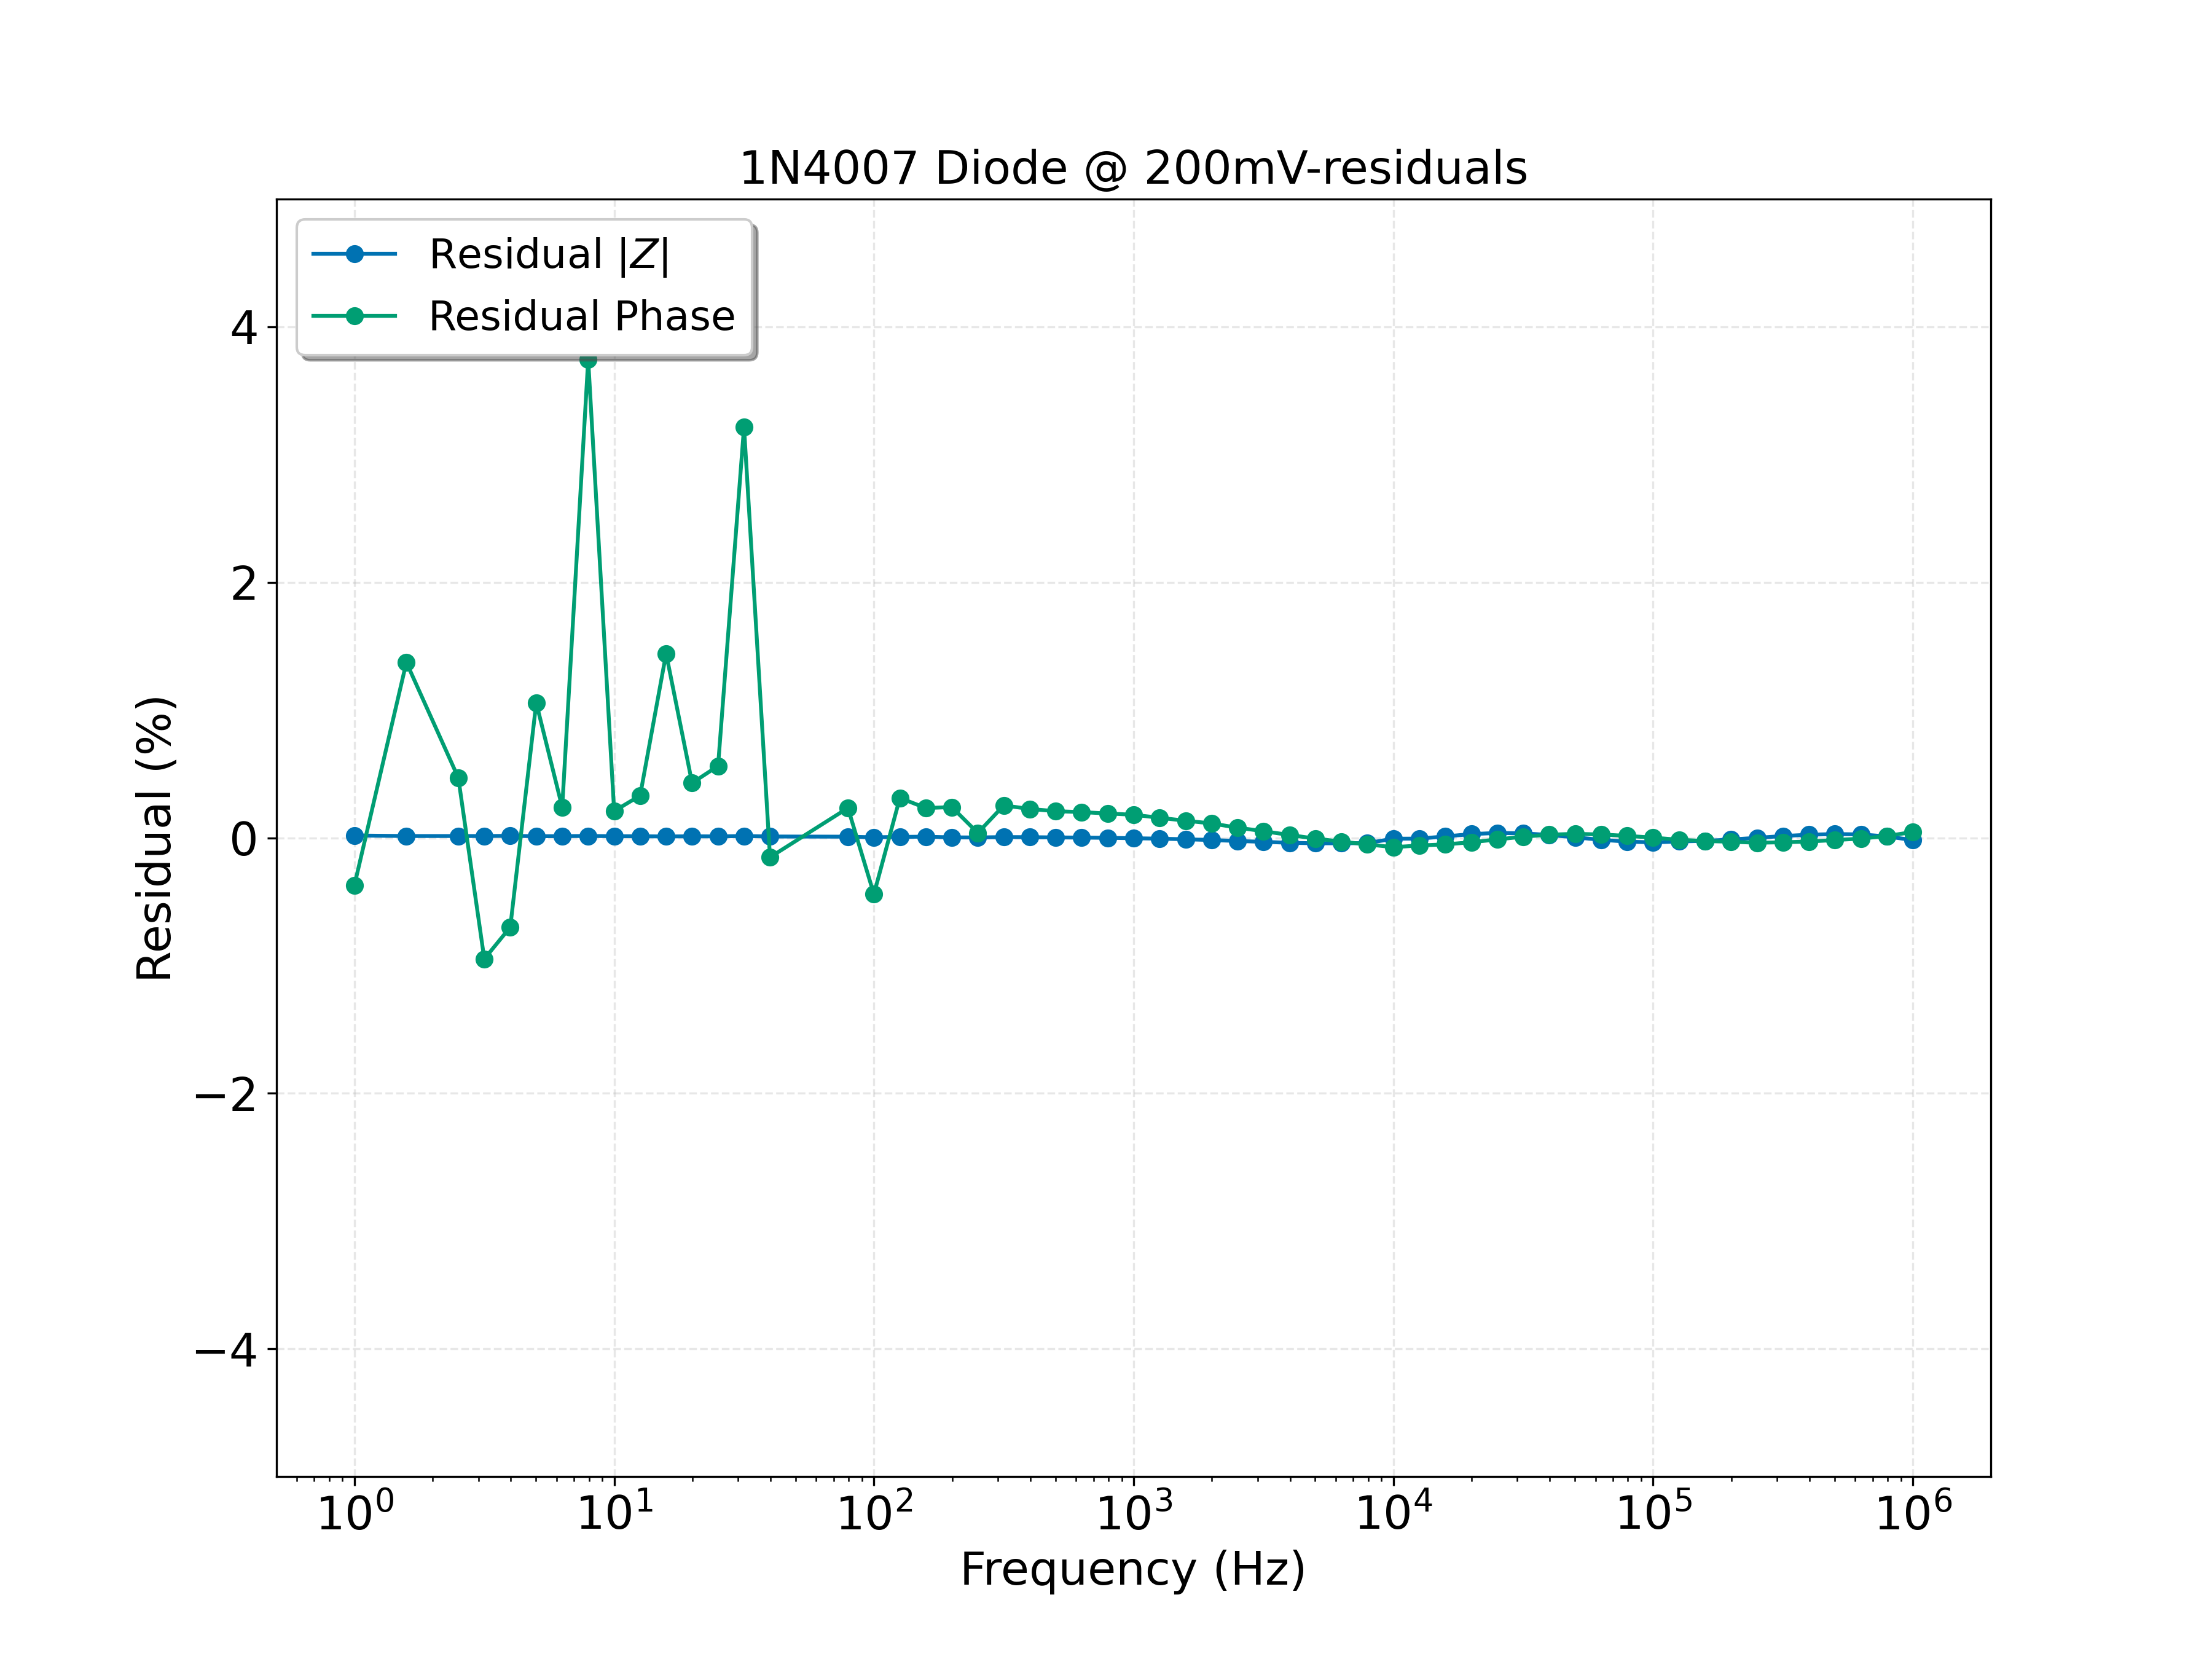 1N4007 Diode @ 200mV-residuals
Residual |Z|
Residual Phase
4
2
0
−2
−4
Residual (%)
10⁰ 10¹ 10² 10³ 10⁴ 10⁵ 10⁶
Frequency (Hz)